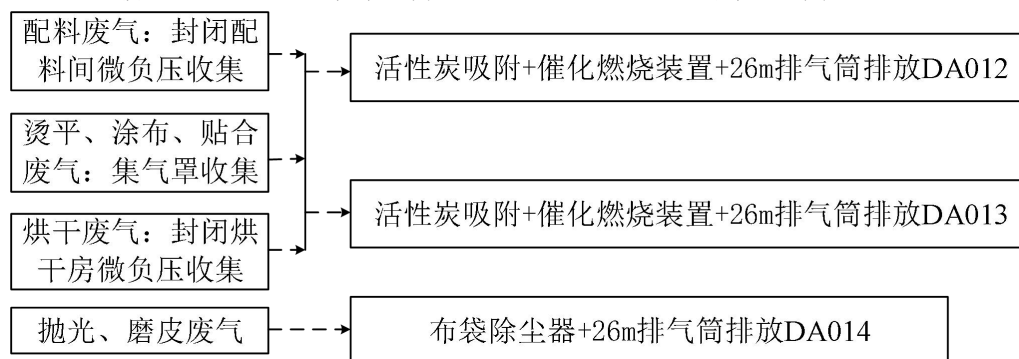 配料废气：封闭配
料间微负压收集
活性炭吸附+催化燃烧装置+26m排气筒排放DA012
烫平、涂布、贴合
废气：集气罩收集
烘干废气：封闭烘
干房微负压收集
活性炭吸附+催化燃烧装置+26m排气筒排放DA013
抛光、磨皮废气
布袋除尘器+26m排气筒排放DA014